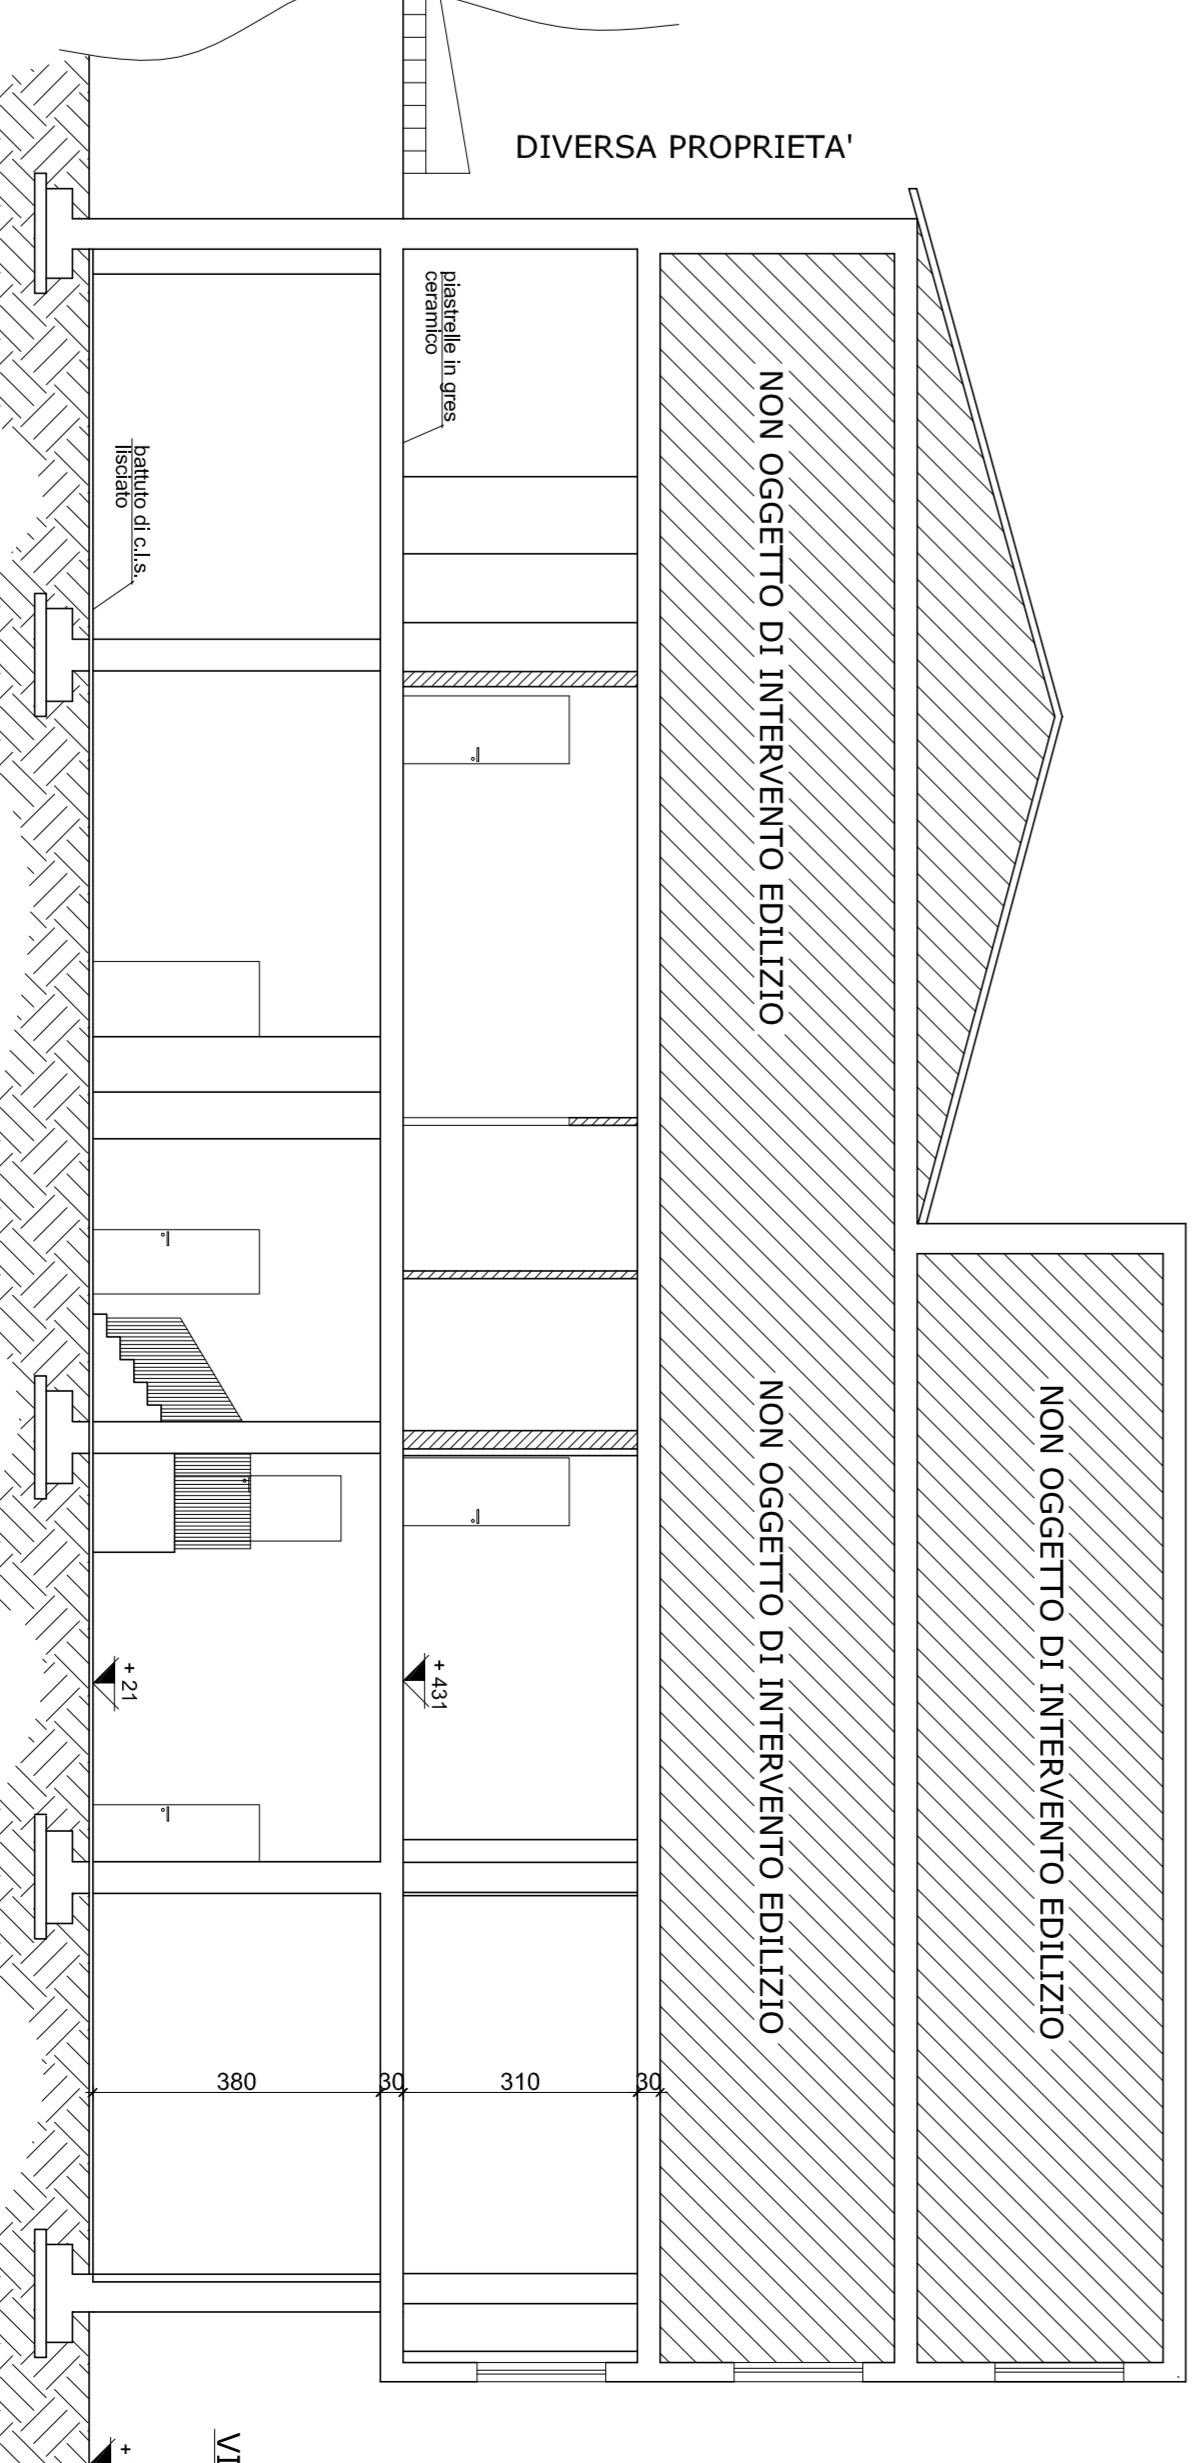 DIVERSA PROPRIETA'
NON OGGETTO DI INTERVENTO EDILIZIO
NON OGGETTO DI INTERVENTO EDILIZIO
NON OGGETTO DI INTERVENTO EDILIZIO
piastrelle in gres
ceramico
battuto di c.l.s.
lisciato
+ 431
+ 21
380
30
310
30
+
VI